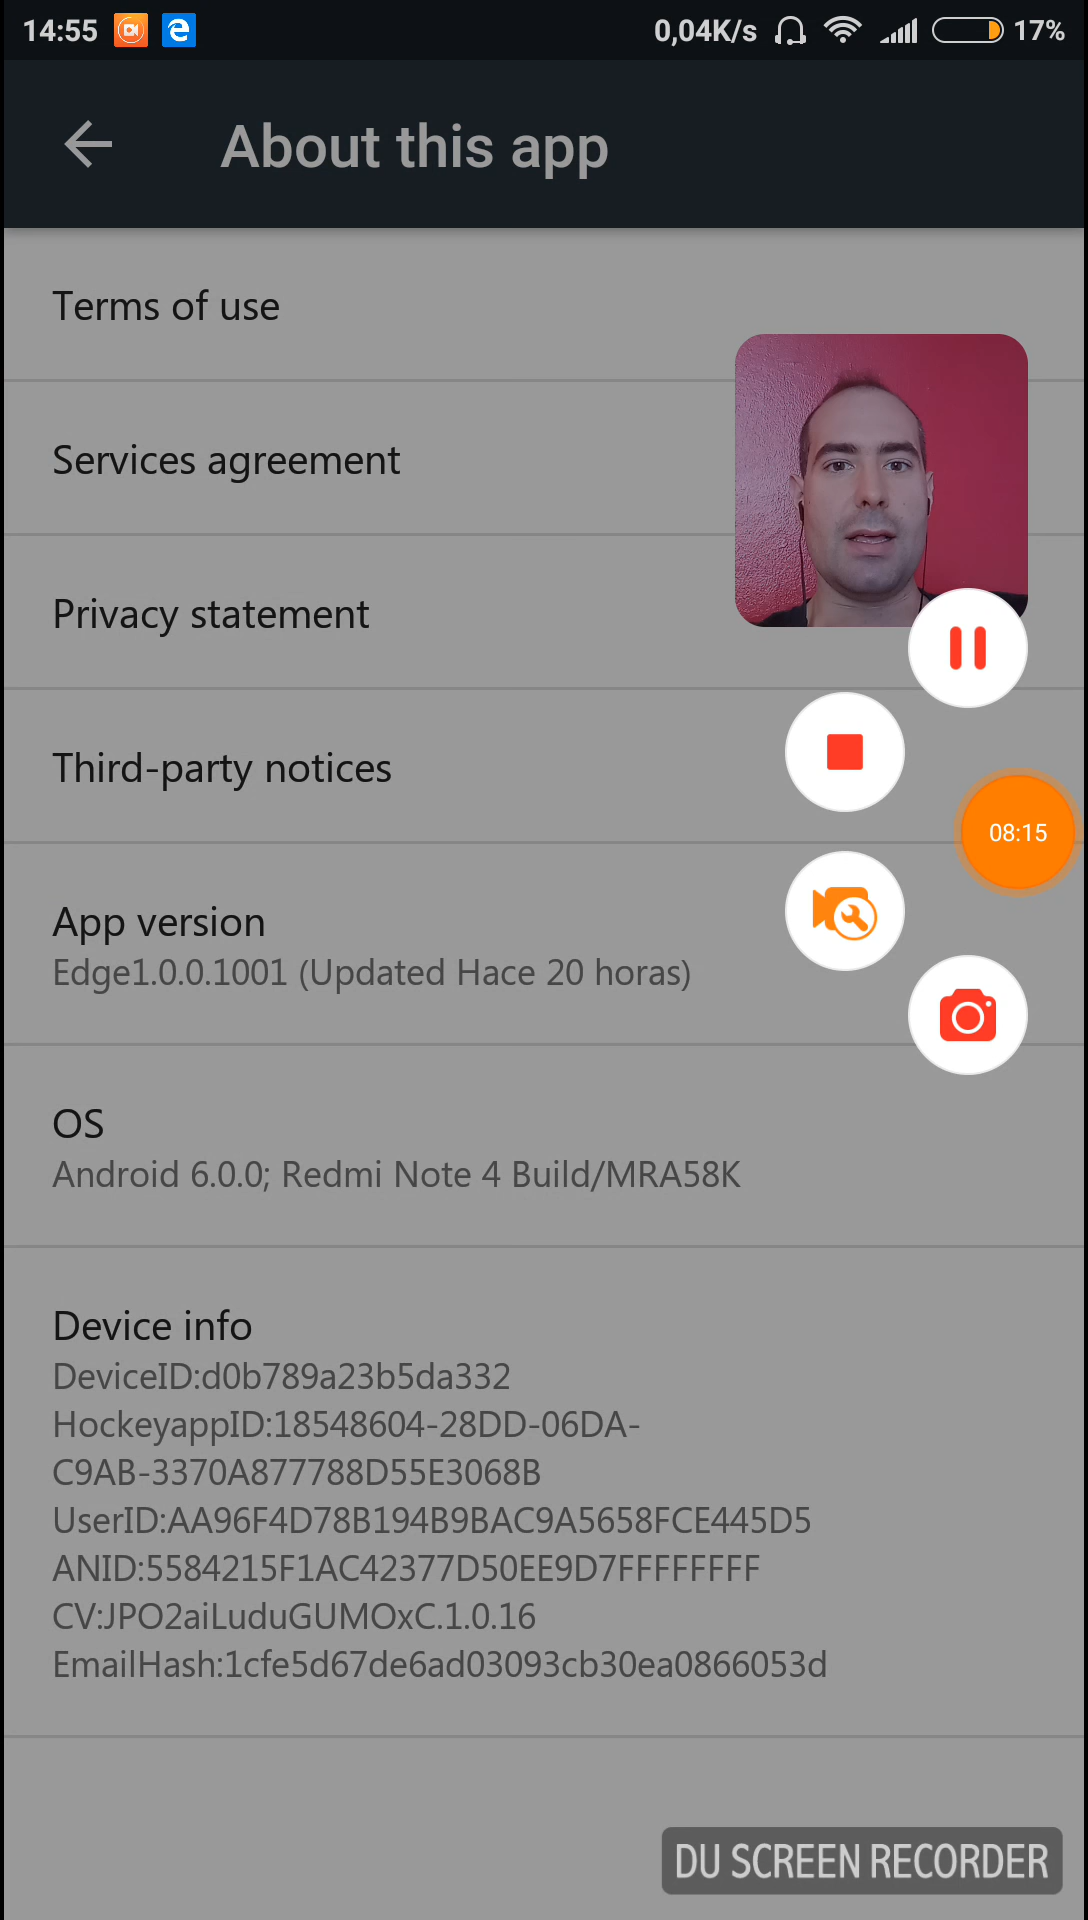 14:55 0,04K/s 17%
About this app
Terms of use
Services agreement
Privacy statement
Third-party notices
08:15
App version
Edge1.0.0.1001 (Updated Hace 20 horas)
OS
Android 6.0.0; Redmi Note 4 Build/MRA58K
Device info
DeviceID:d0b789a23b5da332
HockeyappID:18548604-28DD-06DA-
C9AB-3370A877788D55E3068B
UserID:AA96F4D78B194B9BAC9A5658FCE445D5
ANID:5584215F1AC42377D50EE9D7FFFFFFFF
CV:JPO2aiLuduGUMOxC.1.0.16
EmailHash:1cfe5d67de6ad03093cb30ea0866053d
DU SCREEN RECORDER